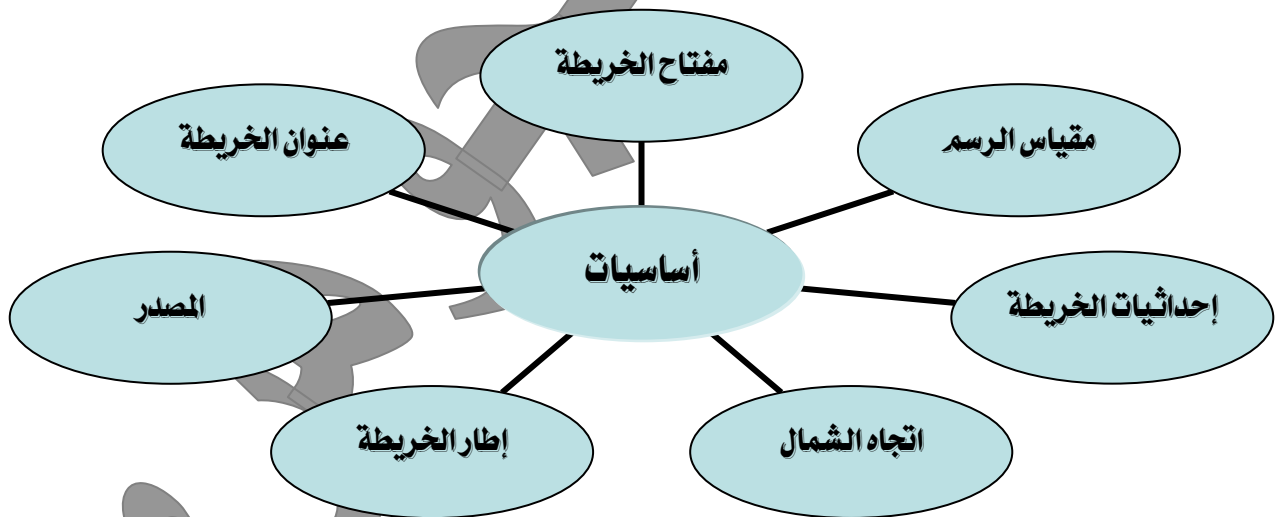 مفتاح الخريطة
مقياس الرسم
عنوان الخريطة
أساسيات
إحداثيات الخريطة
المصدر
اتجاه الشمال
إطار الخريطة